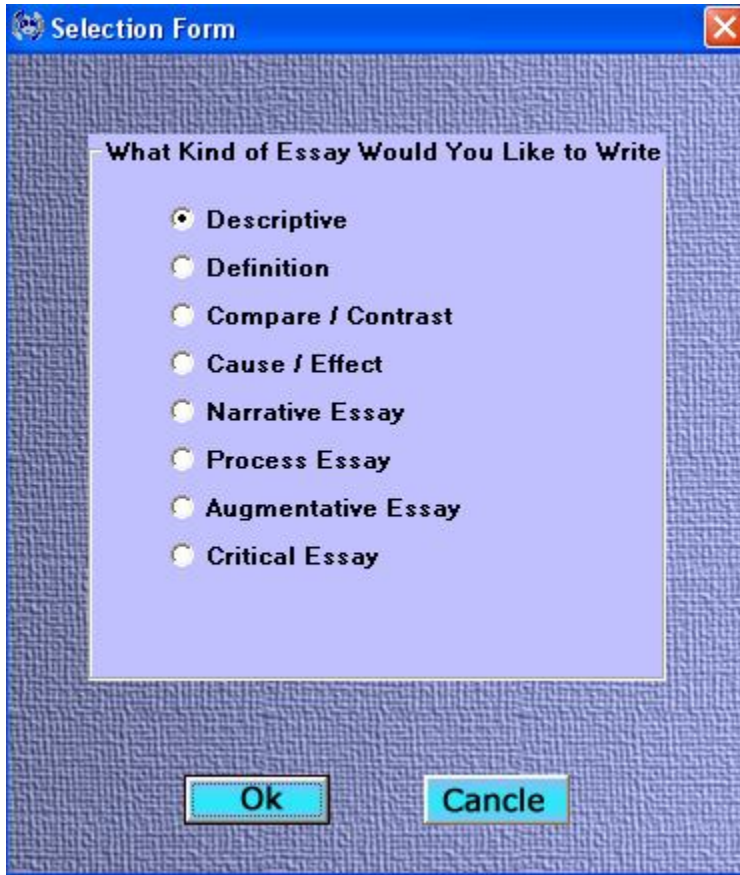 Selection Form
What Kind of Essay Would You Like to Write
Descriptive
Definition
Compare / Contrast
Cause / Effect
Narrative Essay
Process Essay
Augmentative Essay
Critical Essay
Ok
Cancle